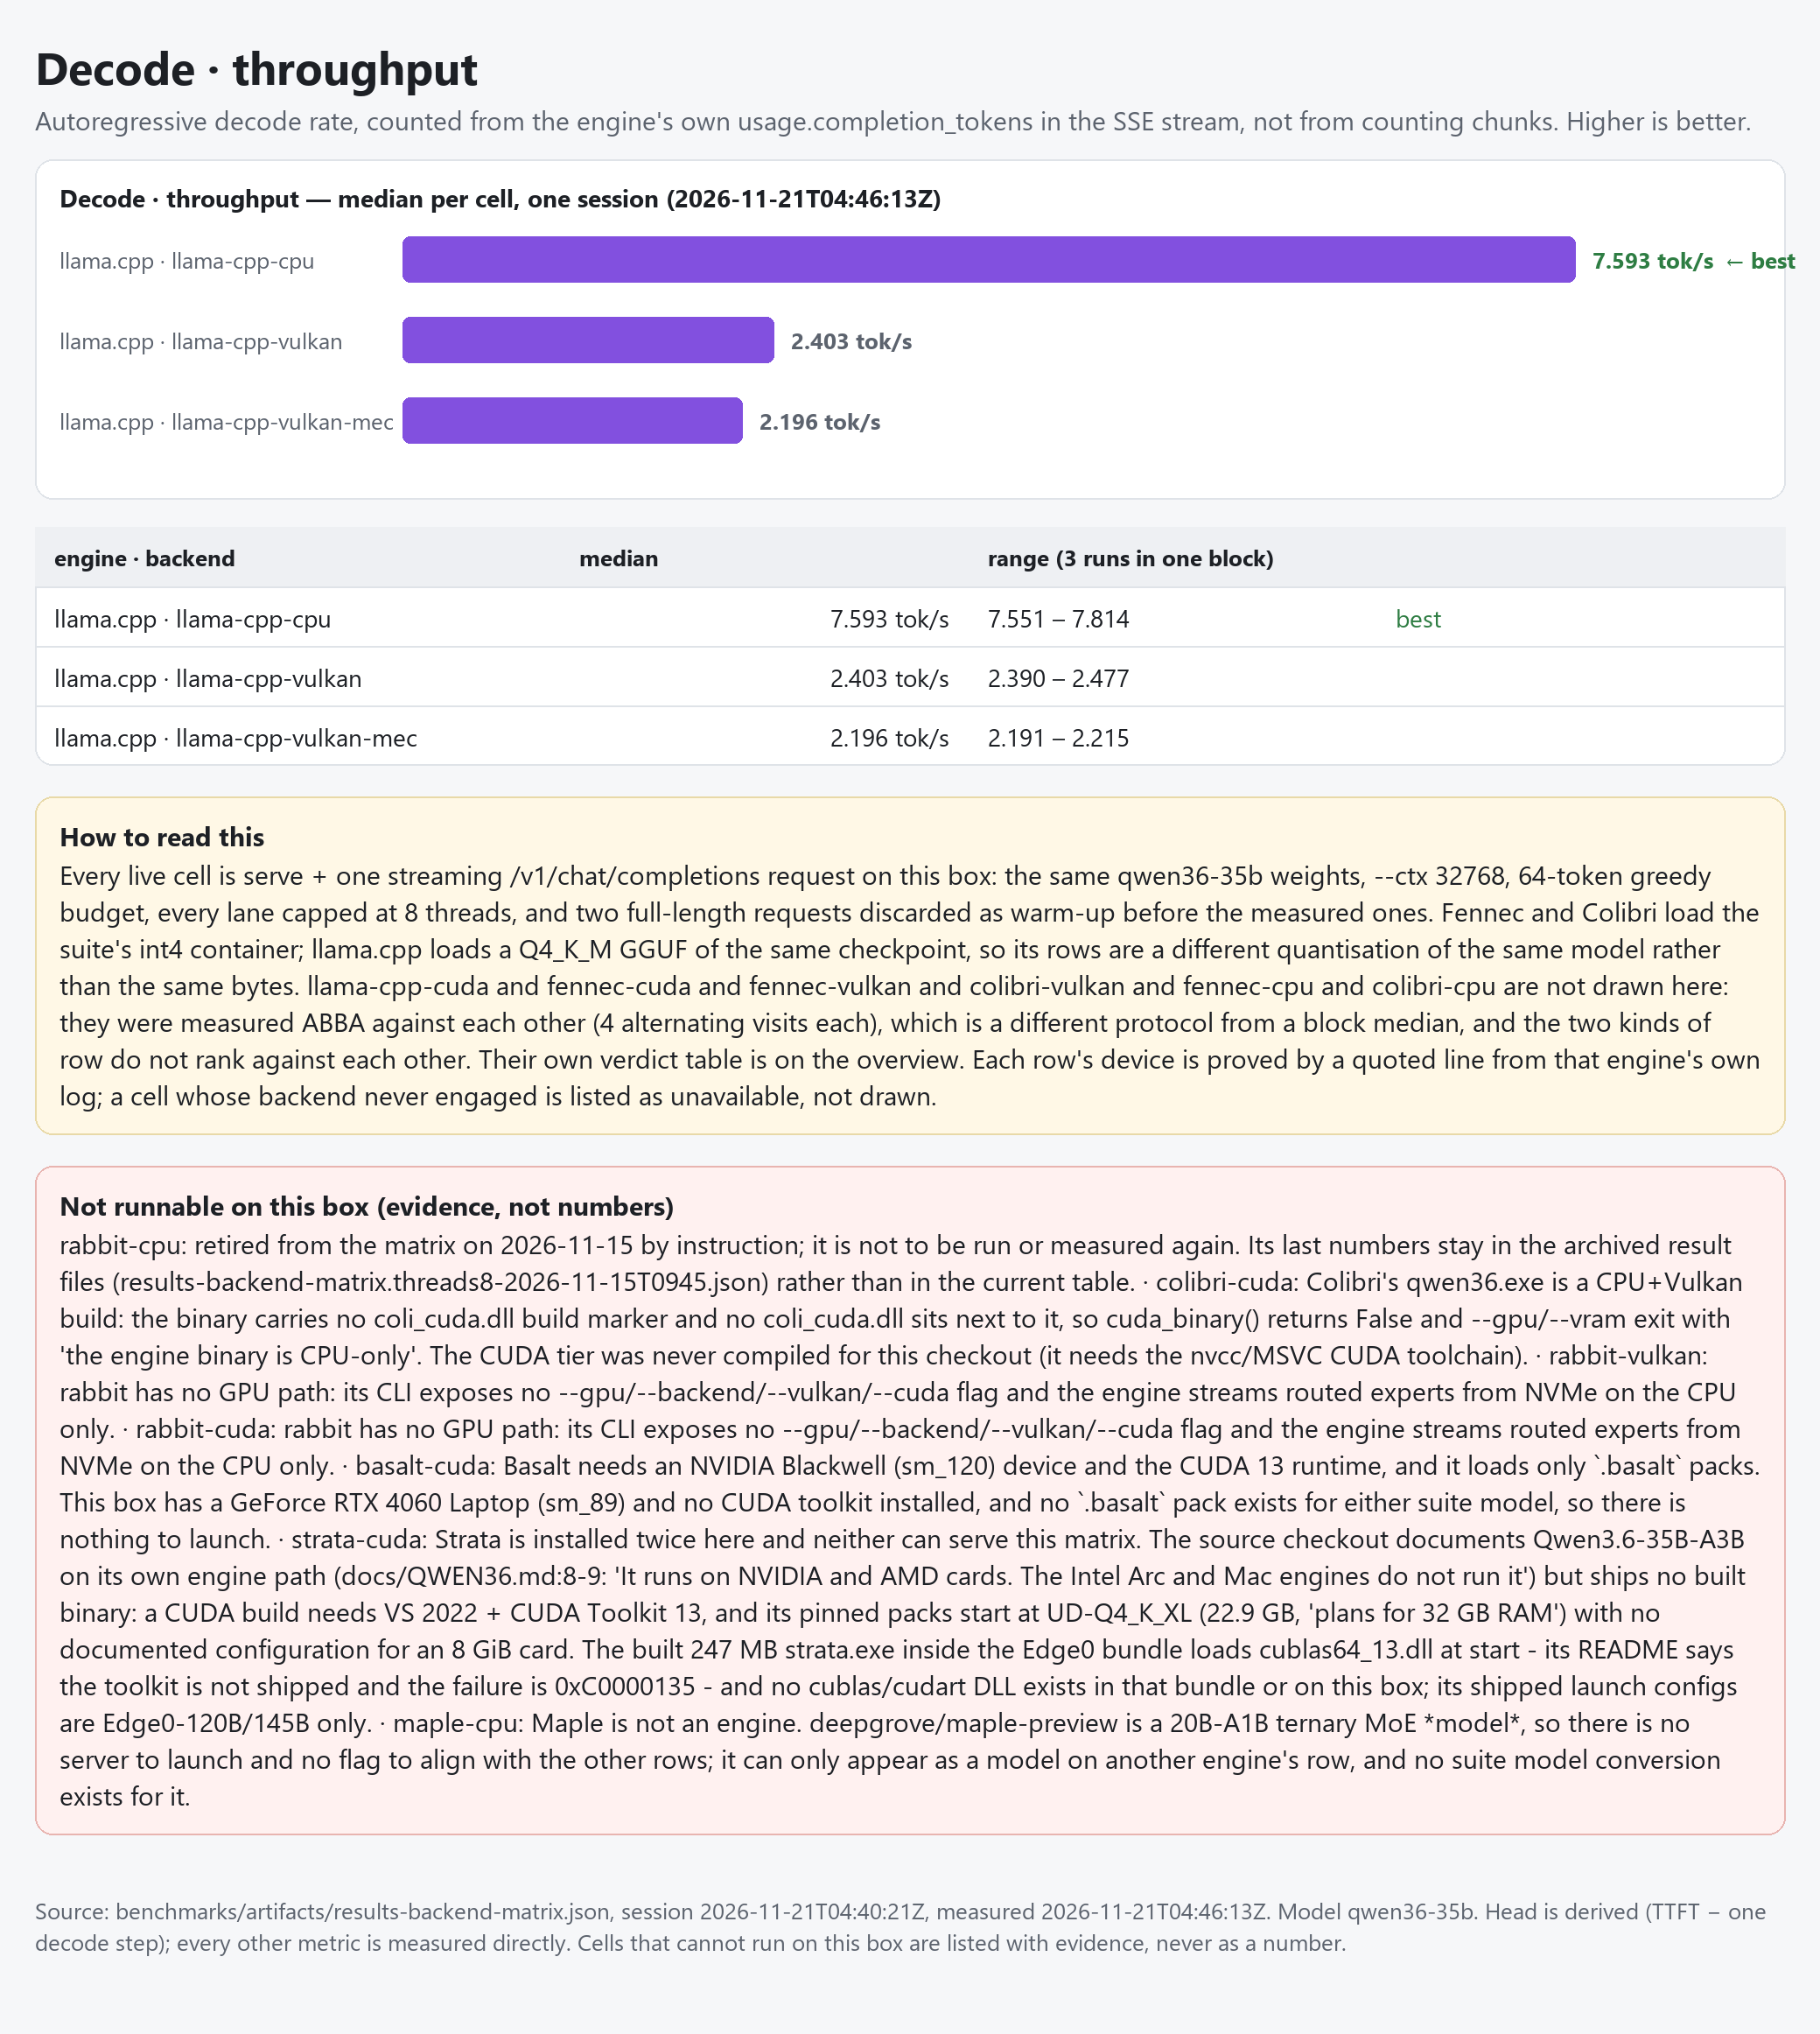 Decode · throughput
Autoregressive decode rate, counted from the engine's own usage.completion_tokens in the SSE stream, not from counting chunks. Higher is better.
Decode · throughput — median per cell, one session (2026-11-21T04:46:13Z)
llama.cpp · llama-cpp-cpu 7.593 tok/s ← best
llama.cpp · llama-cpp-vulkan 2.403 tok/s
llama.cpp · llama-cpp-vulkan-mec 2.196 tok/s
engine · backend median range (3 runs in one block)
llama.cpp · llama-cpp-cpu 7.593 tok/s 7.551 – 7.814 best
llama.cpp · llama-cpp-vulkan 2.403 tok/s 2.390 – 2.477
llama.cpp · llama-cpp-vulkan-mec 2.196 tok/s 2.191 – 2.215
How to read this
Every live cell is serve + one streaming /v1/chat/completions request on this box: the same qwen36-35b weights, --ctx 32768, 64-token greedy
budget, every lane capped at 8 threads, and two full-length requests discarded as warm-up before the measured ones. Fennec and Colibri load the
suite's int4 container; llama.cpp loads a Q4_K_M GGUF of the same checkpoint, so its rows are a different quantisation of the same model rather
than the same bytes. llama-cpp-cuda and fennec-cuda and fennec-vulkan and colibri-vulkan and fennec-cpu and colibri-cpu are not drawn here:
they were measured ABBA against each other (4 alternating visits each), which is a different protocol from a block median, and the two kinds of
row do not rank against each other. Their own verdict table is on the overview. Each row's device is proved by a quoted line from that engine's own
log; a cell whose backend never engaged is listed as unavailable, not drawn.
Not runnable on this box (evidence, not numbers)
rabbit-cpu: retired from the matrix on 2026-11-15 by instruction; it is not to be run or measured again. Its last numbers stay in the archived result
files (results-backend-matrix.threads8-2026-11-15T0945.json) rather than in the current table. · colibri-cuda: Colibri's qwen36.exe is a CPU+Vulkan
build: the binary carries no coli_cuda.dll build marker and no coli_cuda.dll sits next to it, so cuda_binary() returns False and --gpu/--vram exit with
'the engine binary is CPU-only'. The CUDA tier was never compiled for this checkout (it needs the nvcc/MSVC CUDA toolchain). · rabbit-vulkan:
rabbit has no GPU path: its CLI exposes no --gpu/--backend/--vulkan/--cuda flag and the engine streams routed experts from NVMe on the CPU
only. · rabbit-cuda: rabbit has no GPU path: its CLI exposes no --gpu/--backend/--vulkan/--cuda flag and the engine streams routed experts from
NVMe on the CPU only. · basalt-cuda: Basalt needs an NVIDIA Blackwell (sm_120) device and the CUDA 13 runtime, and it loads only `.basalt` packs.
This box has a GeForce RTX 4060 Laptop (sm_89) and no CUDA toolkit installed, and no `.basalt` pack exists for either suite model, so there is
nothing to launch. · strata-cuda: Strata is installed twice here and neither can serve this matrix. The source checkout documents Qwen3.6-35B-A3B
on its own engine path (docs/QWEN36.md:8-9: 'It runs on NVIDIA and AMD cards. The Intel Arc and Mac engines do not run it') but ships no built
binary: a CUDA build needs VS 2022 + CUDA Toolkit 13, and its pinned packs start at UD-Q4_K_XL (22.9 GB, 'plans for 32 GB RAM') with no
documented configuration for an 8 GiB card. The built 247 MB strata.exe inside the Edge0 bundle loads cublas64_13.dll at start - its README says
the toolkit is not shipped and the failure is 0xC0000135 - and no cublas/cudart DLL exists in that bundle or on this box; its shipped launch configs
are Edge0-120B/145B only. · maple-cpu: Maple is not an engine. deepgrove/maple-preview is a 20B-A1B ternary MoE *model*, so there is no
server to launch and no flag to align with the other rows; it can only appear as a model on another engine's row, and no suite model conversion
exists for it.
Source: benchmarks/artifacts/results-backend-matrix.json, session 2026-11-21T04:40:21Z, measured 2026-11-21T04:46:13Z. Model qwen36-35b. Head is derived (TTFT − one
decode step); every other metric is measured directly. Cells that cannot run on this box are listed with evidence, never as a number.